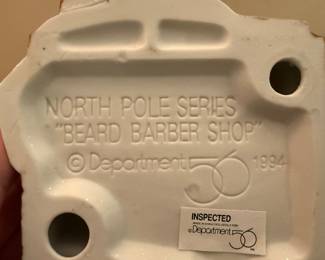 NORTH POLE SERIES
"BEARD BARBER SHOP"
© Department 56 1994
INSPECTED
© Department 56